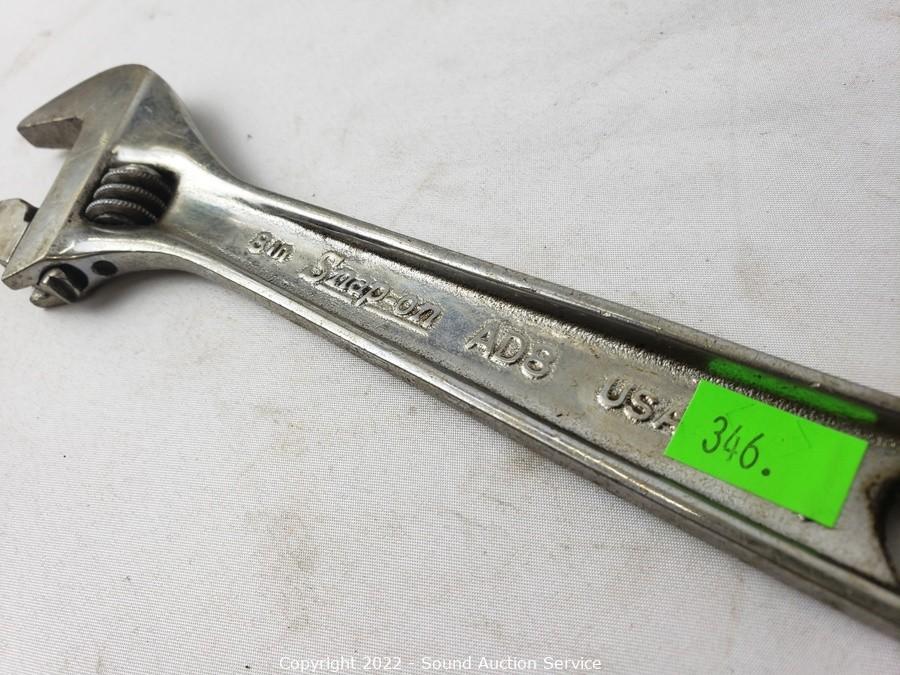 8in Snap-on AD8 USA
346.
Copyright 2022 - Sound Auction Service